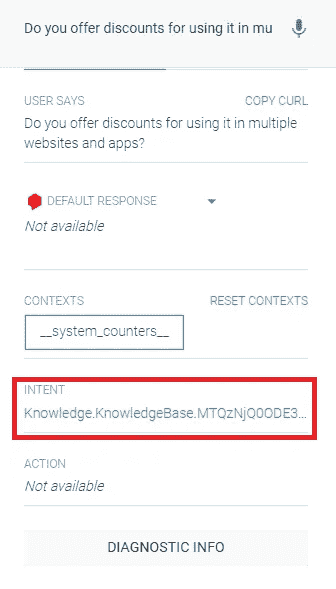 Do you offer discounts for using it in mu
USER SAYS COPY CURL
Do you offer discounts for using it in multiple
websites and apps?
DEFAULT RESPONSE
Not available
CONTEXTS RESET CONTEXTS
__system_counters__
INTENT
Knowledge.KnowledgeBase.MTQzNjQ0ODE3...
ACTION
Not available
DIAGNOSTIC INFO